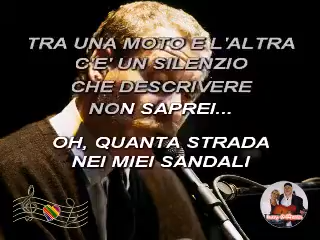 TRA UNA MOTO E L'ALTRA
C'E' UN SILENZIO
CHE DESCRIVERE
NON SAPREI...
OH, QUANTA STRADA
NEI MIEI SANDALI